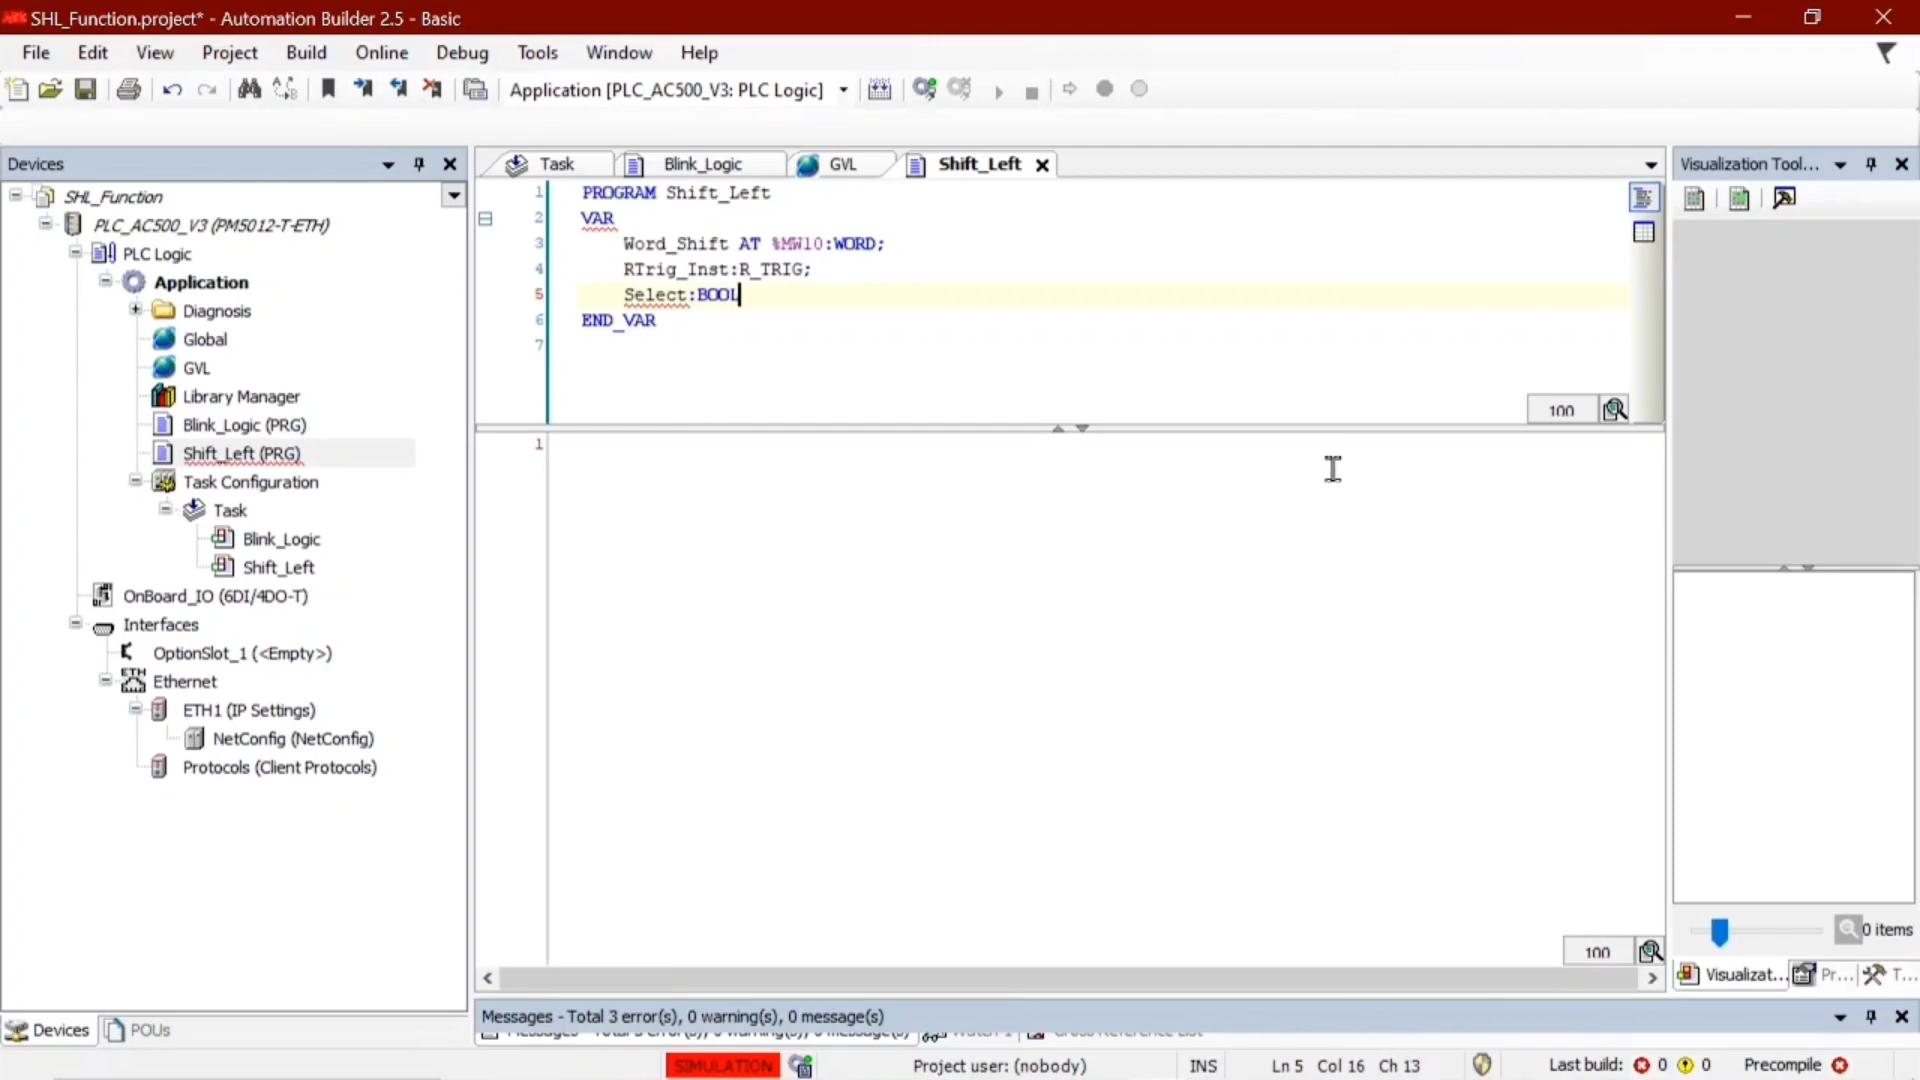 SHL_Function.project* - Automation Builder 2.5 - Basic
File Edit View Project Build Online Debug Tools Window Help
Application [PLC_AC500_V3: PLC Logic]
Devices
SHL_Function
PLC_AC500_V3 (PM5012-T-ETH)
PLC Logic
Application
Diagnosis
Global
GVL
Library Manager
Blink_Logic (PRG)
Shift_Left (PRG)
Task Configuration
Task
Blink_Logic
Shift_Left
OnBoard_IO (6DI/4DO-T)
Interfaces
OptionSlot_1 (<Empty>)
ETH
Ethernet
ETH1 (IP Settings)
NetConfig (NetConfig)
Protocols (Client Protocols)
Devices POUs
Task Blink_Logic GVL Shift_Left
1 PROGRAM Shift_Left
2 VAR
3 Word_Shift AT %MW10:WORD;
4 RTrig_Inst:R_TRIG;
5 Select:BOOL
6 END_VAR
7
100
1
100
Visualization Tool...
0 items
Visualizat... Pr... T...
Messages - Total 3 error(s), 0 warning(s), 0 message(s)
SIMULATION Project user: (nobody) INS Ln 5 Col 16 Ch 13 Last build: 0 0 Precompile